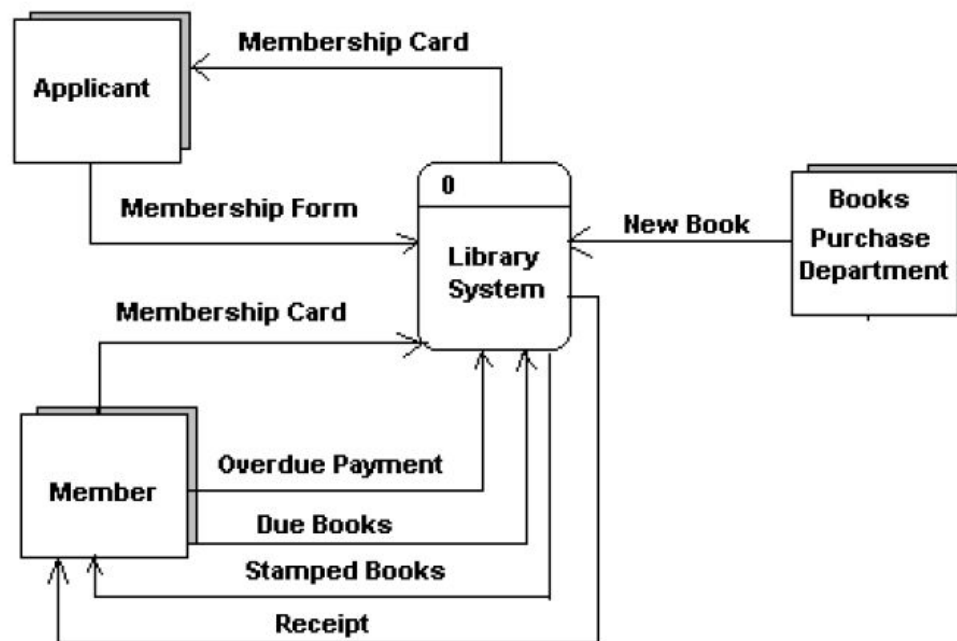 Membership Card
Applicant
Membership Form
0
Library
System
New Book
Books
Purchase
Department
Membership Card
Member
Overdue Payment
Due Books
Stamped Books
Receipt